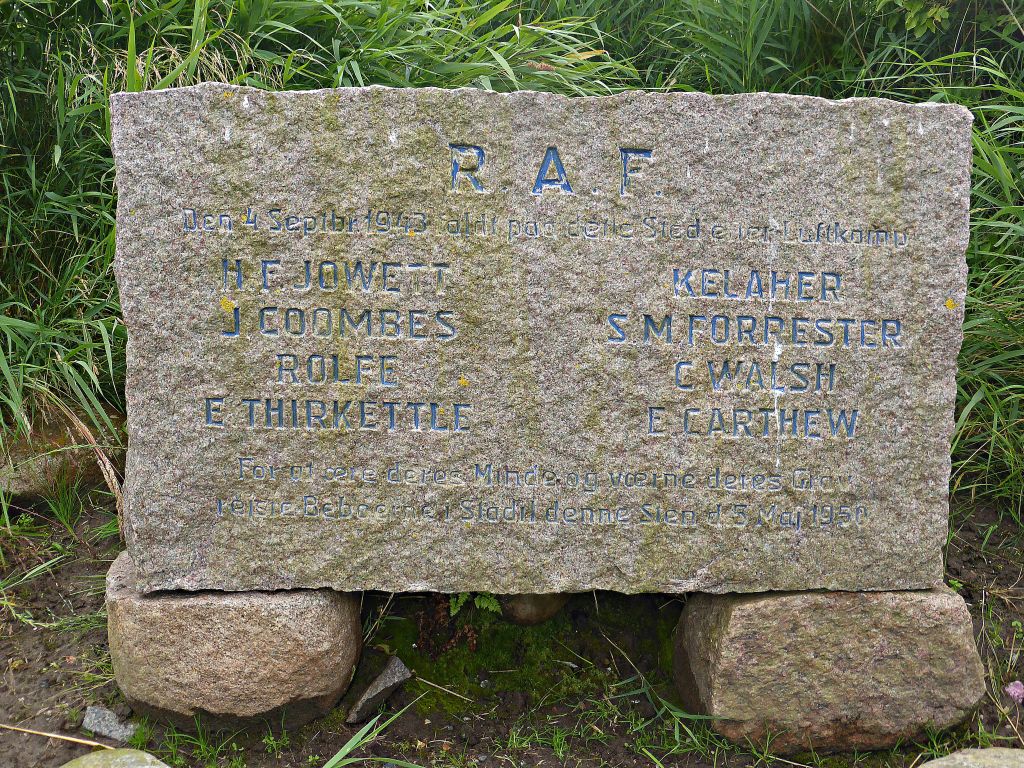 R. A. F.
Den 4 Septbr 1943 faldt paa dette Sted efter Luftkamp
H F JOWETT KELAHER
J COOMBES S. M. FORRESTER
ROLFE C WALSH
E THIRKETTLE E CARTHEW
For at ære deres Minde og værne deres Grav
rejste Beboerne i Stadil denne Sten d. 5 Maj 1950